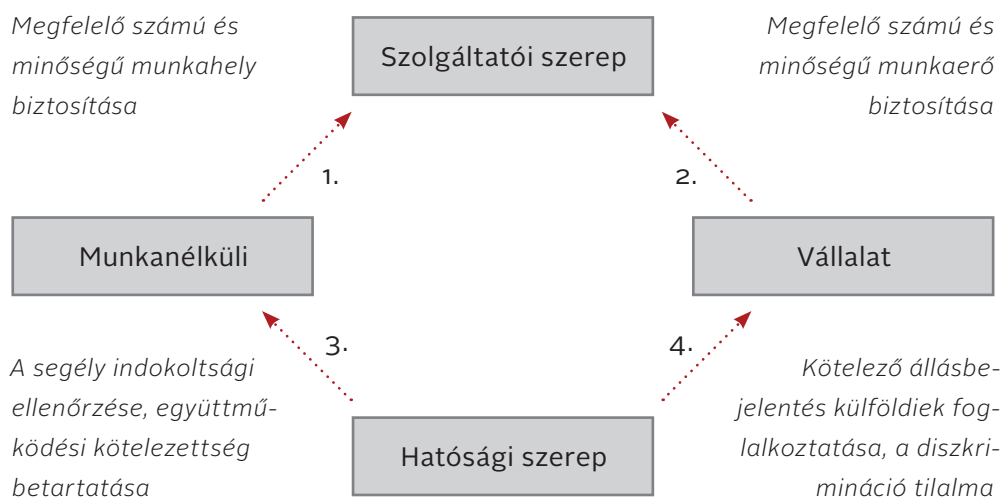 Megfelelő számú és
minőségű munkahely
biztosítása
Szolgáltatói szerep
Megfelelő számú és
minőségű munkaerő
biztosítása
1.
2.
Munkanélküli
Vállalat
3.
4.
A segély indokoltsági
ellenőrzése, együttmű-
ködési kötelezettség
betartatása
Hatósági szerep
Kötelező állásbe-
jelentés külföldiek fog-
lalkoztatása, a diszkri-
mináció tilalma